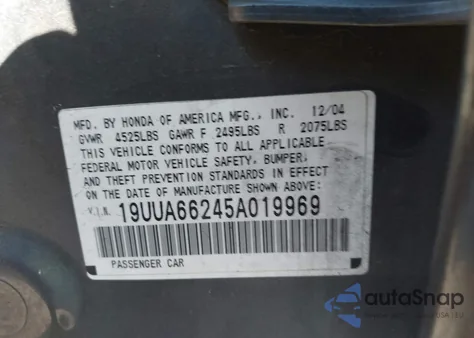 MFD. BY HONDA OF AMERICA MFG., INC. 12/04
GVWR 4525LBS GAWR F 2495LBS R 2075LBS
THIS VEHICLE CONFORMS TO ALL APPLICABLE
FEDERAL MOTOR VEHICLE SAFETY, BUMPER,
AND THEFT PREVENTION STANDARDS IN EFFECT
ON THE DATE OF MANUFACTURE SHOWN ABOVE.
V.I.N. 19UUA66245A019969
PASSENGER CAR
autoSnap